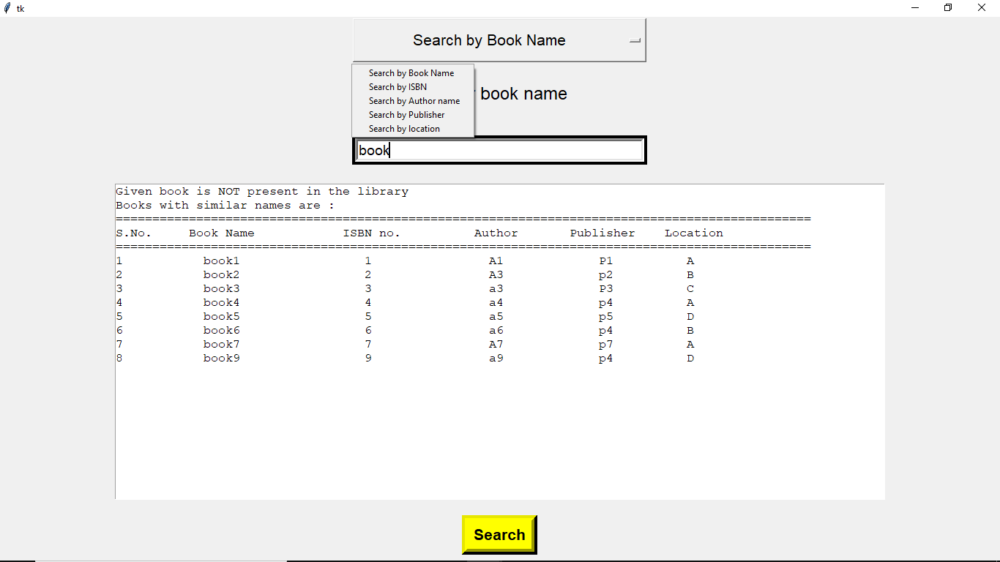 tk
Search by Book Name
Search by Book Name
Search by ISBN
Search by Author name
Search by Publisher
Search by location
book name
book
Given book is NOT present in the library
Books with similar names are :
===============================================================================================
S.No. Book Name ISBN no. Author Publisher Location
===============================================================================================
1 book1 1 A1 P1 A
2 book2 2 A3 p2 B
3 book3 3 a3 P3 C
4 book4 4 a4 p4 A
5 book5 5 a5 p5 D
6 book6 6 a6 p4 B
7 book7 7 A7 p7 A
8 book9 9 a9 p4 D
Search